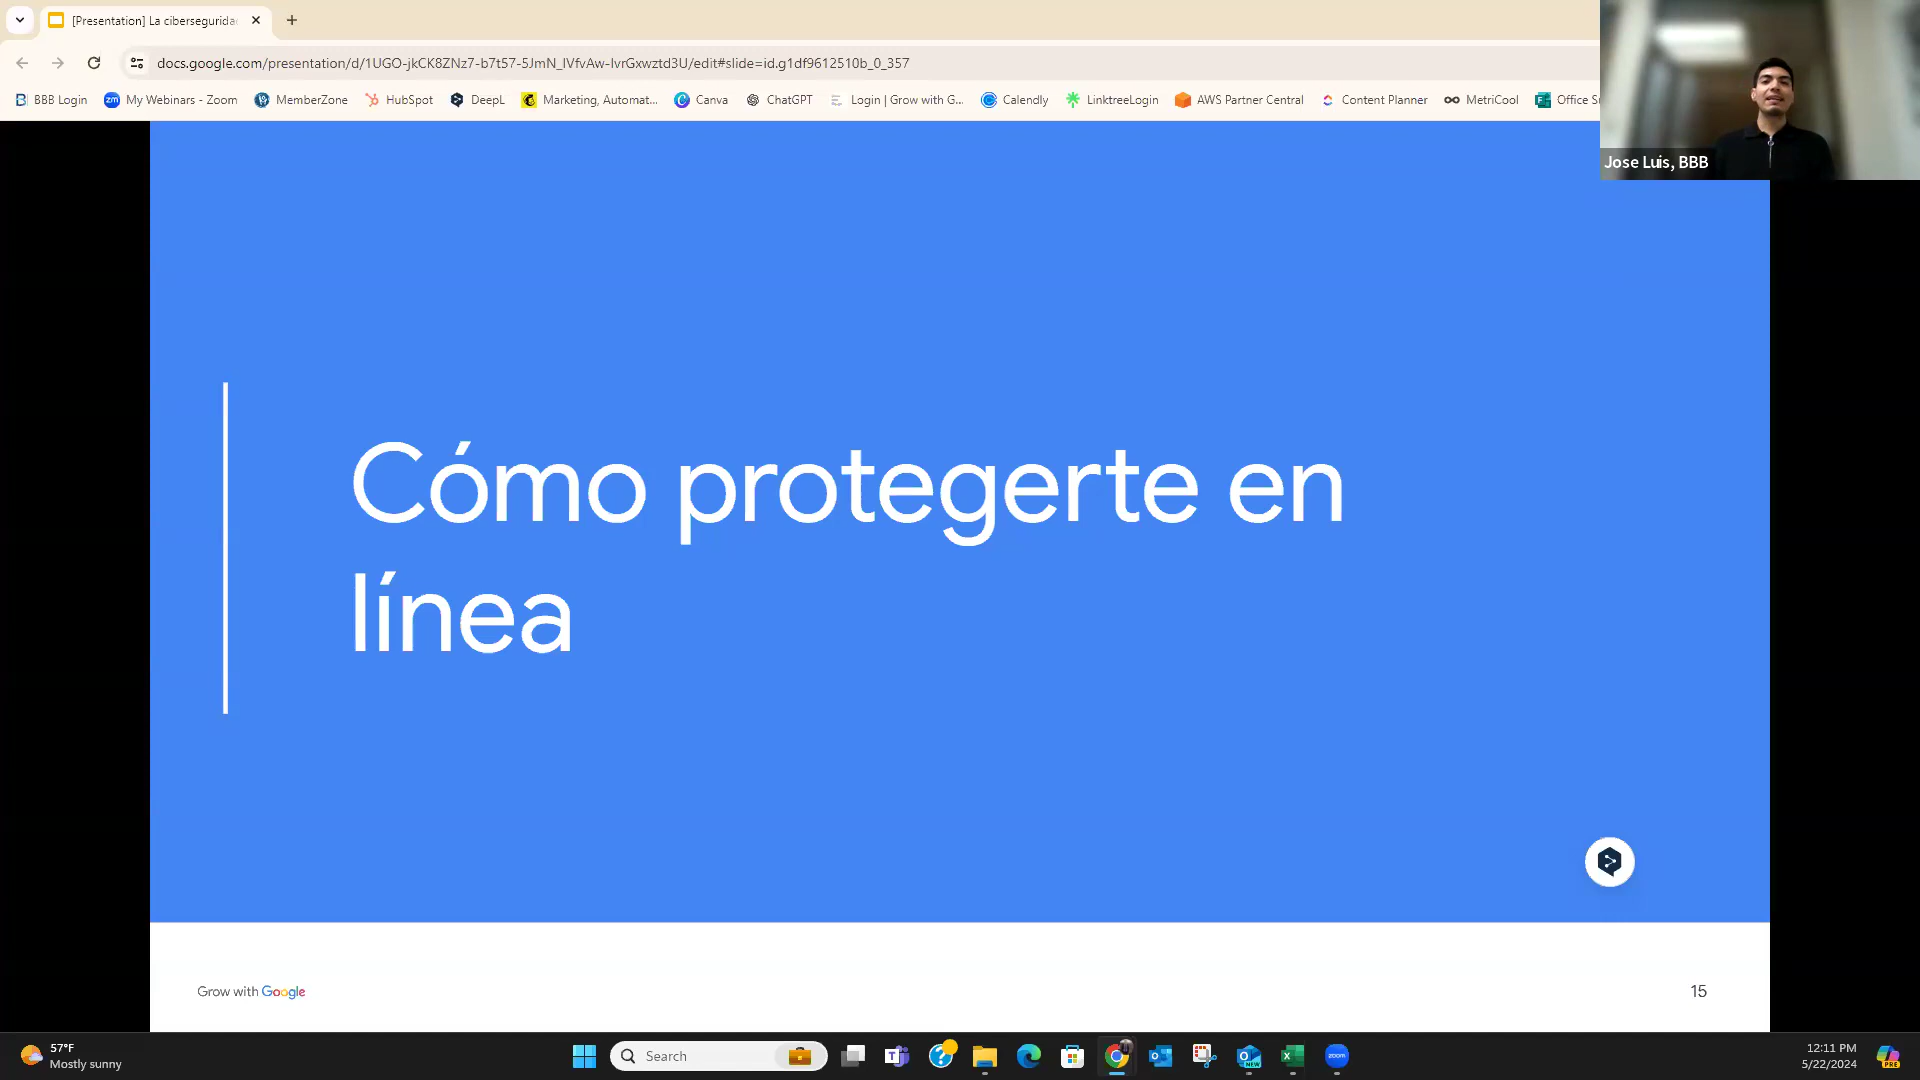 [Presentation] La ciberseguridad
docs.google.com/presentation/d/1UGO-jkCK8ZNz7-b7t57-5JmN_IVfvAw-IvrGxwztd3U/edit#slide=id.g1df9612510b_0_357
BBB Login
My Webinars - Zoom
MemberZone
HubSpot
DeepL
Marketing, Automat...
Canva
ChatGPT
Login | Grow with G...
Calendly
LinktreeLogin
AWS Partner Central
Content Planner
MetriCool
Office
Jose Luis, BBB
Cómo protegerte en
línea
Grow with Google
15
57°F
Mostly sunny
Search
zoom
12:11 PM
5/22/2024